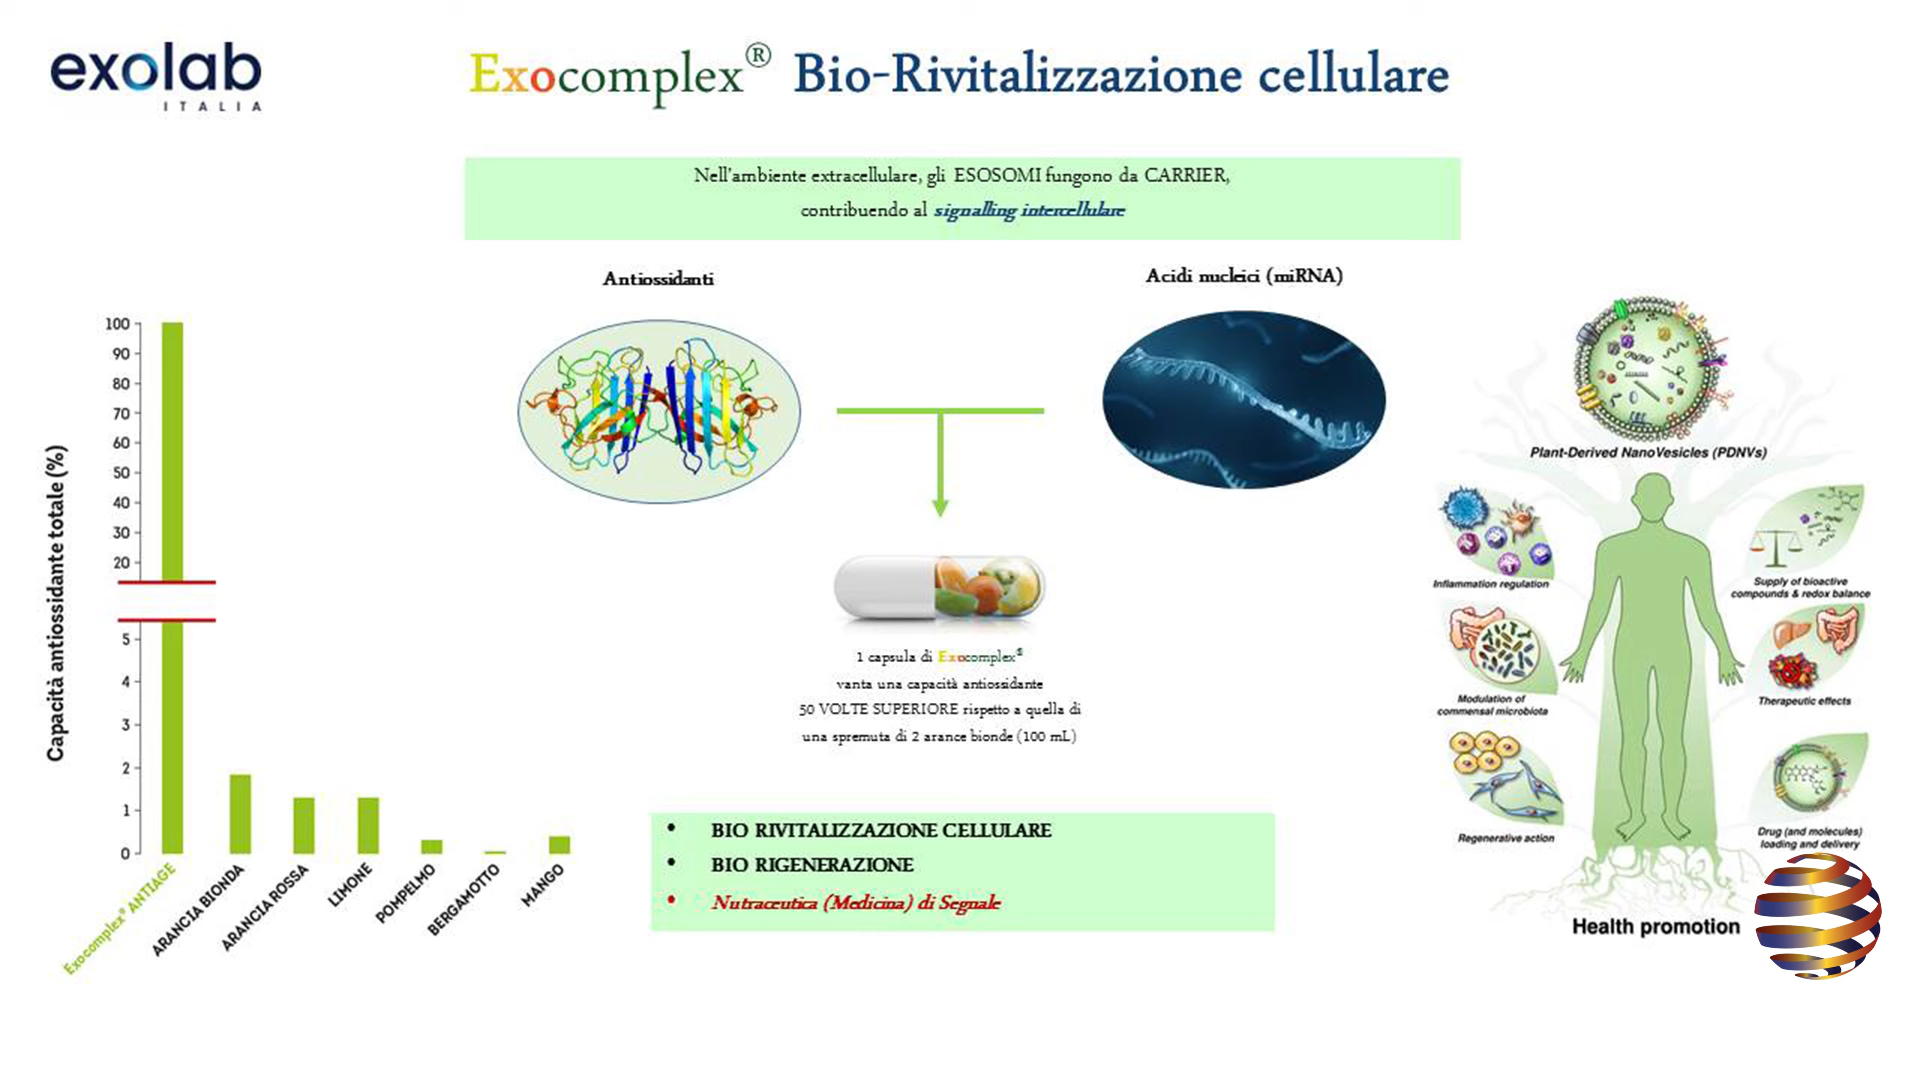 exolab
ITALIA
Exocomplex® Bio-Rivitalizzazione cellulare
Nell'ambiente extracellulare, gli ESOSOMI fungono da CARRIER,
contribuendo al signalling intercellulare
Antiossidanti
Acidi nucleici (miRNA)
Capacità antiossidante totale (%)
100
90
80
70
60
50
40
30
20
5
4
3
2
1
0
Exocomplex® ANTIAGE
ARANCIA BIONDA
ARANCIA ROSSA
LIMONE
POMPELMO
BERGAMOTTO
MANGO
1 capsula di Exocomplex®
vanta una capacità antiossidante
50 VOLTE SUPERIORE rispetto a quella di
una spremuta di 2 arance bionde (100 mL)
• BIO RIVITALIZZAZIONE CELLULARE
• BIO RIGENERAZIONE
• Nutraceutica (Medicina) di Segnale
Plant-Derived NanoVesicles (PDNVs)
Inflammation regulation
Supply of bioactive
compounds & redox balance
Modulation of
commensal microbiota
Therapeutic effects
Regenerative action
Drug (and molecules)
loading and delivery
Health promotion